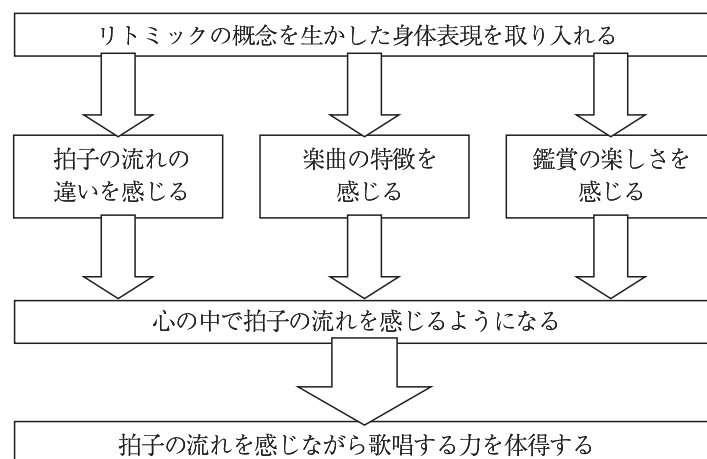 リトミックの概念を生かした身体表現を取り入れる
拍子の流れの
違いを感じる
楽曲の特徴を
感じる
鑑賞の楽しさを
感じる
心の中で拍子の流れを感じるようになる
拍子の流れを感じながら歌唱する力を体得する